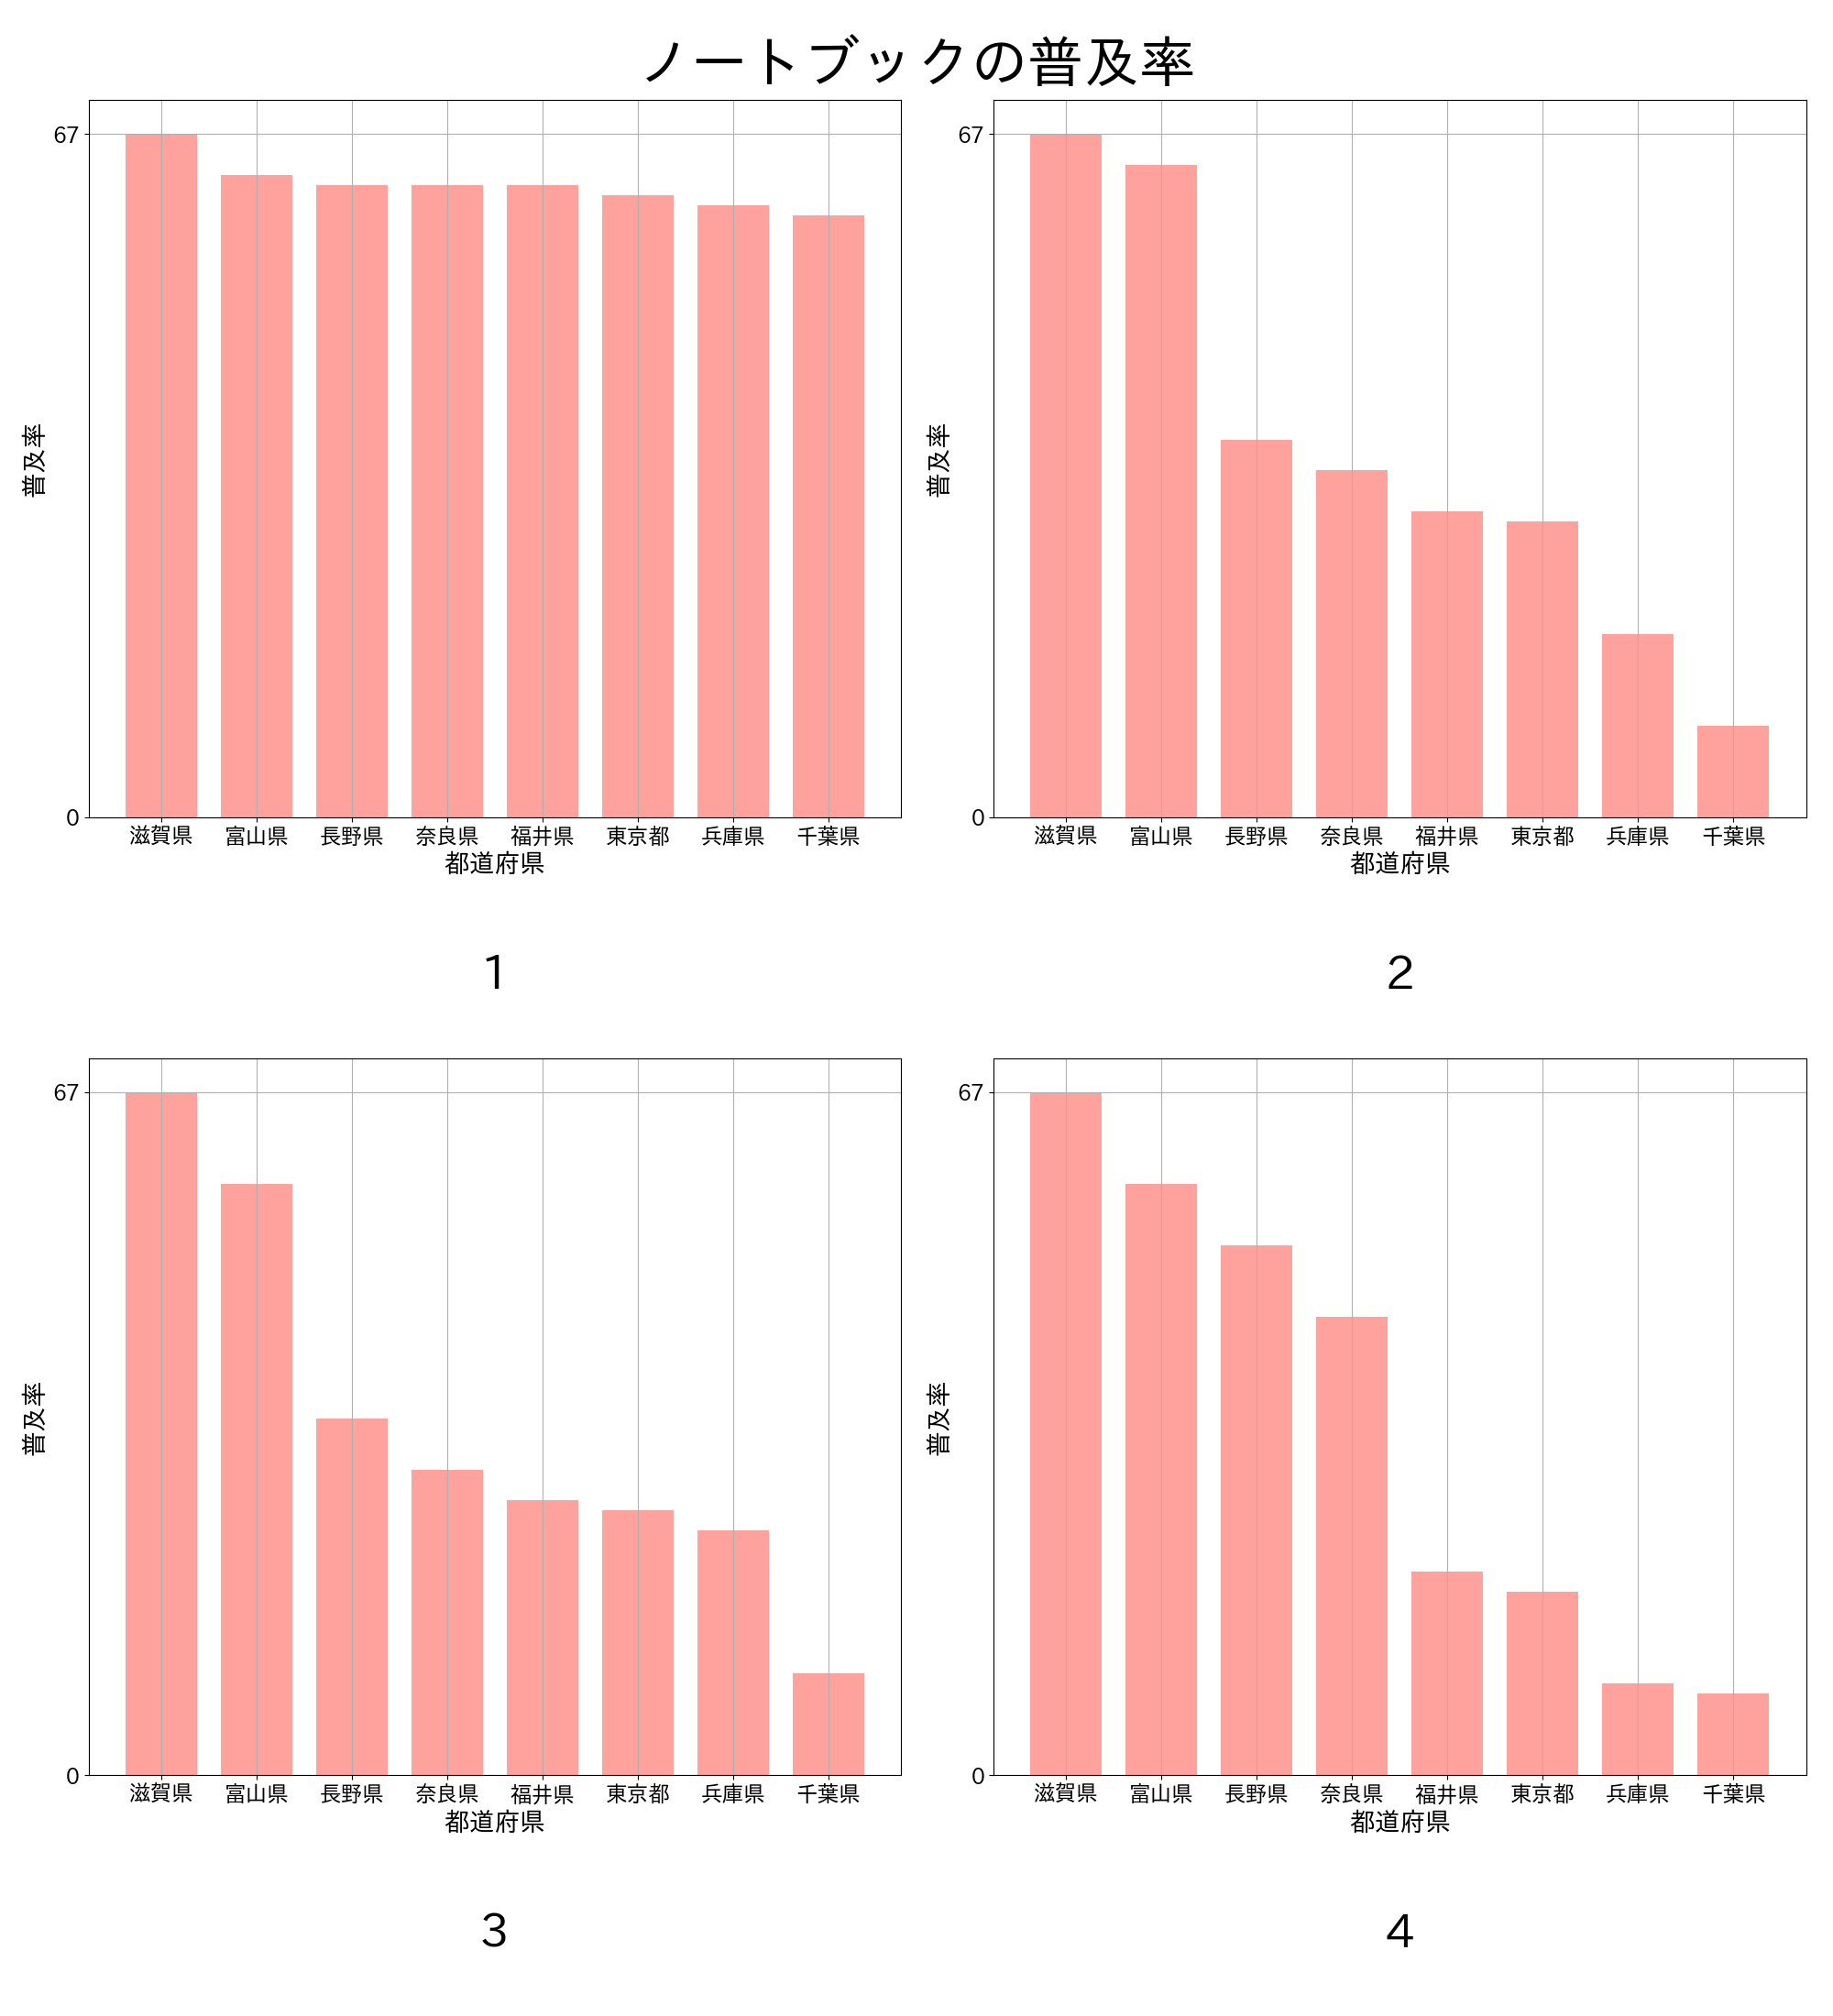 ノートブックの普及率
67
0
普及率
滋賀県 富山県 長野県 奈良県 福井県 東京都 兵庫県 千葉県
都道府県
1
67
0
普及率
滋賀県 富山県 長野県 奈良県 福井県 東京都 兵庫県 千葉県
都道府県
2
67
0
普及率
滋賀県 富山県 長野県 奈良県 福井県 東京都 兵庫県 千葉県
都道府県
3
67
0
普及率
滋賀県 富山県 長野県 奈良県 福井県 東京都 兵庫県 千葉県
都道府県
4